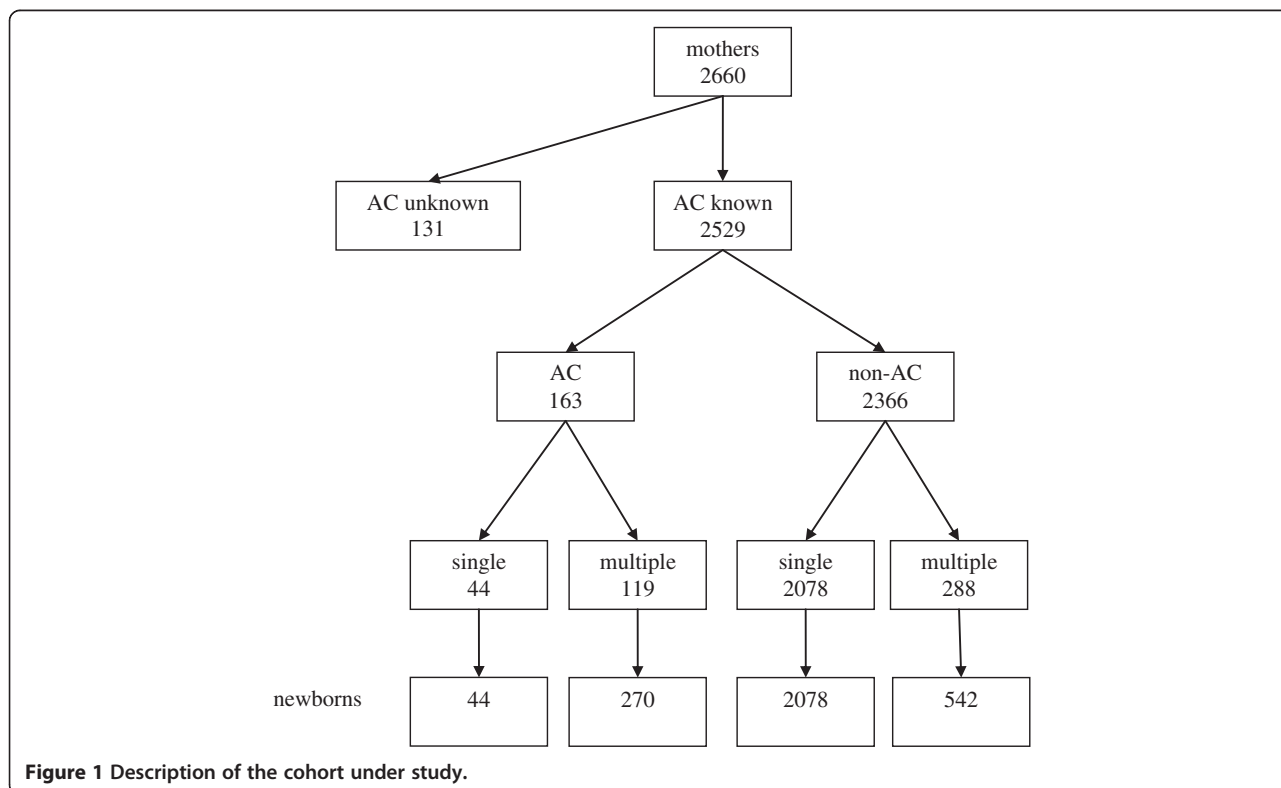 mothers
2660
AC unknown
131
AC known
2529
AC
163
non-AC
2366
single
44
multiple
119
single
2078
multiple
288
newborns
44
270
2078
542
Figure 1 Description of the cohort under study.